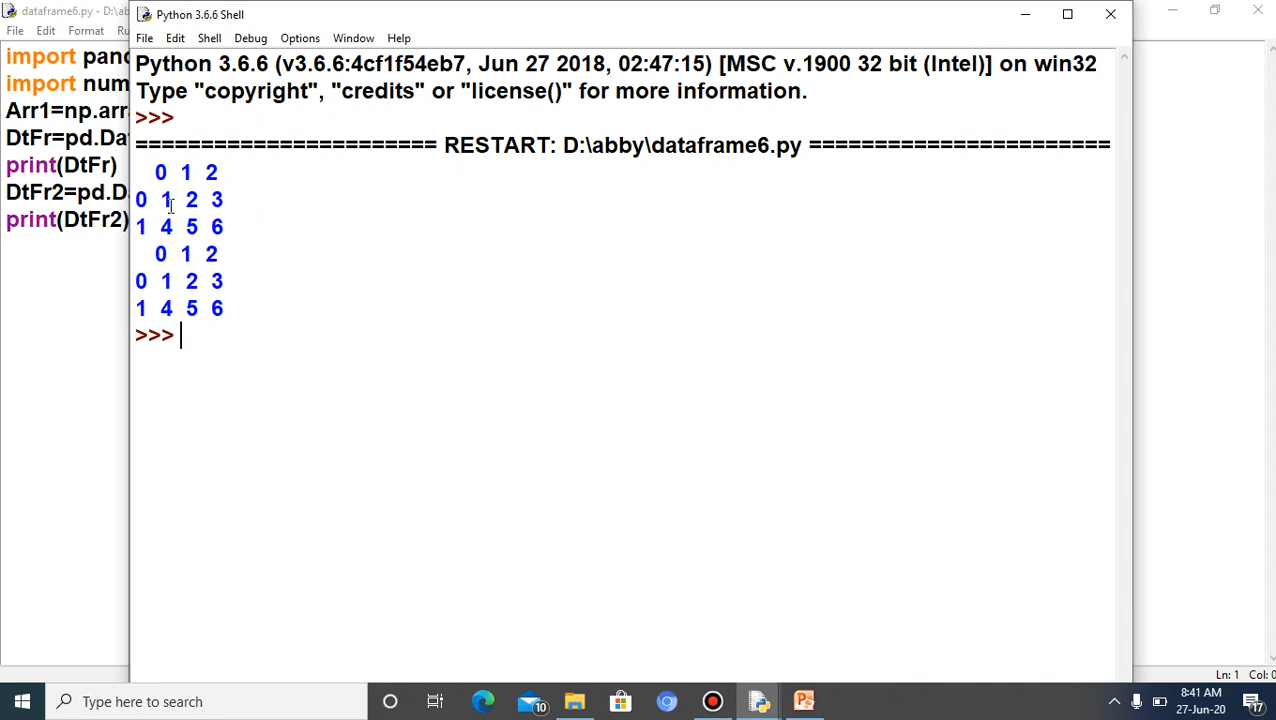 dataframe6.py - D:\ab
Python 3.6.6 Shell
File Edit Format Ru
File Edit Shell Debug Options Window Help
import pand
import num
Arr1=np.arra
DtFr=pd.Dat
print(DtFr)
DtFr2=pd.Da
print(DtFr2)
Python 3.6.6 (v3.6.6:4cf1f54eb7, Jun 27 2018, 02:47:15) [MSC v.1900 32 bit (Intel)] on win32
Type "copyright", "credits" or "license()" for more information.
>>>
======================= RESTART: D:\abby\dataframe6.py =======================
0 1 2
0 1 2 3
1 4 5 6
0 1 2
0 1 2 3
1 4 5 6
>>>
Ln: 1 Col: 0
Type here to search
10
8:41 AM
27-Jun-20
17